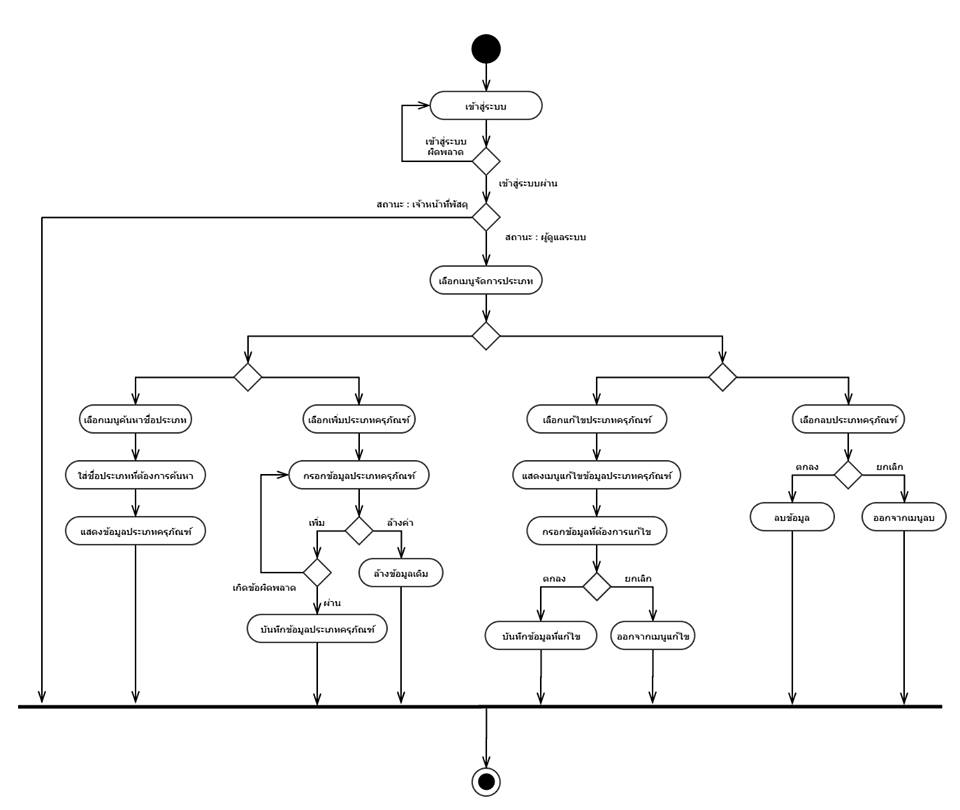 เข้าสู่ระบบ
เข้าสู่ระบบ
ผิดพลาด
เข้าสู่ระบบผ่าน
สถานะ : เจ้าหน้าที่พัสดุ
สถานะ : ผู้ดูแลระบบ
เลือกเมนูจัดการประเภท
เลือกเมนูค้นหาชื่อประเภท
เลือกเพิ่มประเภทครุภัณฑ์
เลือกแก้ไขประเภทครุภัณฑ์
เลือกลบประเภทครุภัณฑ์
ใส่ชื่อประเภทที่ต้องการค้นหา
กรอกข้อมูลประเภทครุภัณฑ์
แสดงเมนูแก้ไขข้อมูลประเภทครุภัณฑ์
ตกลง
ยกเลิก
แสดงข้อมูลประเภทครุภัณฑ์
เพิ่ม
ล้างค่า
กรอกข้อมูลที่ต้องการแก้ไข
ลบข้อมูล
ออกจากเมนูลบ
ล้างข้อมูลเดิม
เกิดข้อผิดพลาด
ตกลง
ยกเลิก
ผ่าน
บันทึกข้อมูลประเภทครุภัณฑ์
บันทึกข้อมูลที่แก้ไข
ออกจากเมนูแก้ไข